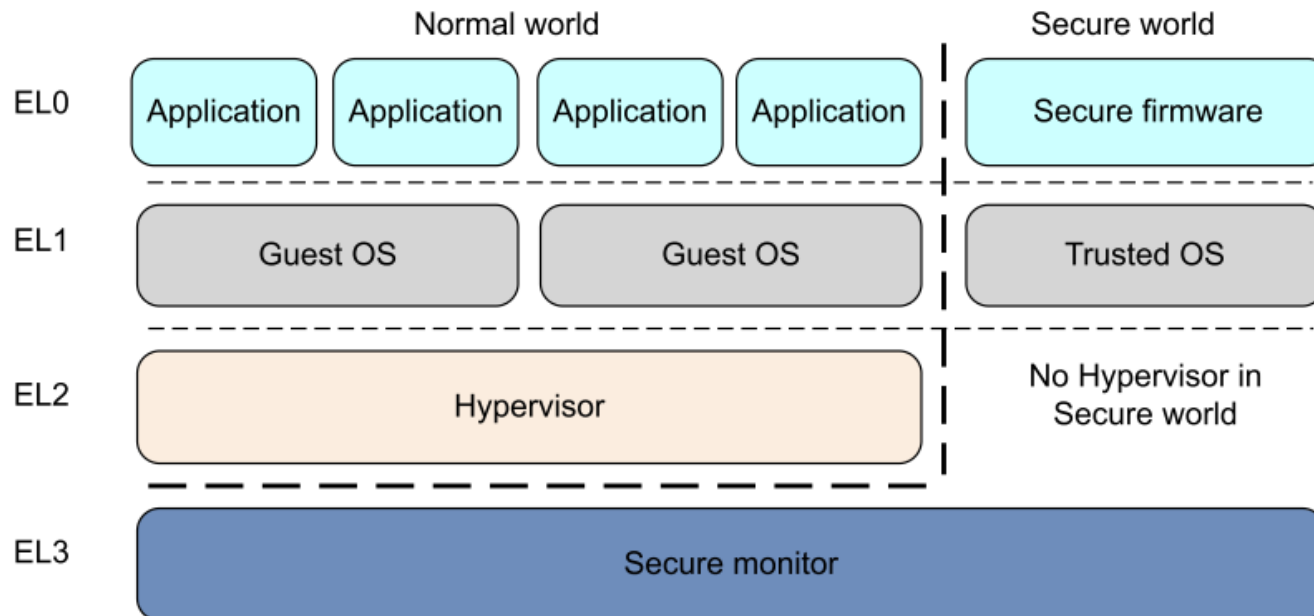 Normal world
Secure world
EL0
Application
Application
Application
Application
Secure firmware
EL1
Guest OS
Guest OS
Trusted OS
EL2
Hypervisor
No Hypervisor in
Secure world
EL3
Secure monitor